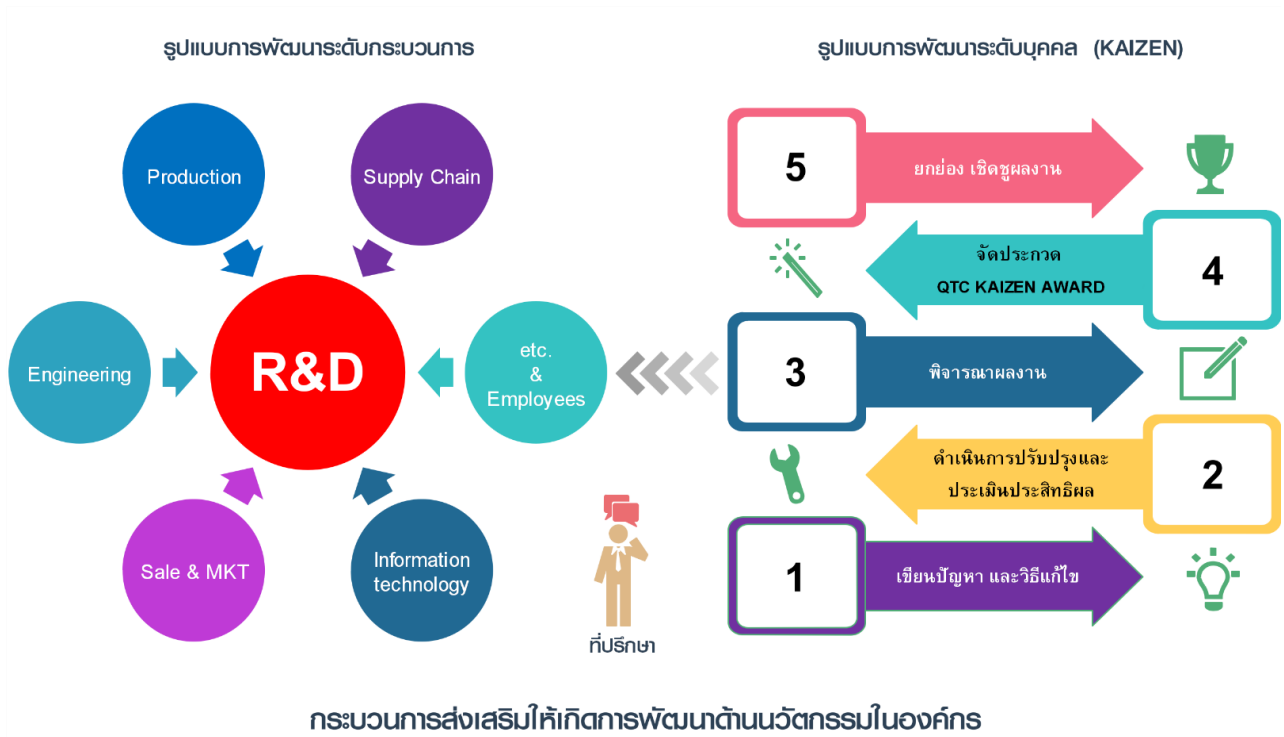 รูปแบบการพัฒนาระดับกระบวนการ
Production
Supply Chain
Engineering
R&D
etc.
&
Employees
Sale & MKT
Information
technology
ที่ปรึกษา
รูปแบบการพัฒนาระดับบุคคล (KAIZEN)
5
ยกย่อง เชิดชูผลงาน
จัดประกวด
QTC KAIZEN AWARD
4
3
พิจารณาผลงาน
ดำเนินการปรับปรุงและ
ประเมินประสิทธิผล
2
1
เขียนปัญหา และวิธีแก้ไข
กระบวนการส่งเสริมให้เกิดการพัฒนาด้านนวัตกรรมในองค์กร